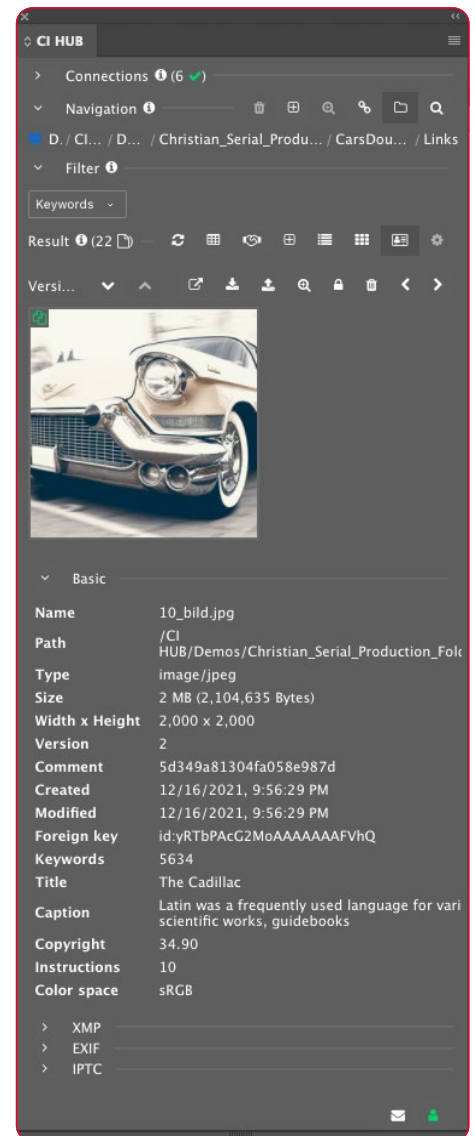 CI HUB
Connections (6 ✓)
Navigation
D./ CI... / D... / Christian_Serial_Produ... / CarsDou... / Links
Filter
Keywords
Result (22)
Versi...
Basic
Name 10_bild.jpg
Path /CI
HUB/Demos/Christian_Serial_Production_Fold
Type image/jpeg
Size 2 MB (2,104,635 Bytes)
Width x Height 2,000 x 2,000
Version 2
Comment 5d349a81304fa058e987d
Created 12/16/2021, 9:56:29 PM
Modified 12/16/2021, 9:56:29 PM
Foreign key id:yRTbPAcG2MoAAAAAAAFVhQ
Keywords 5634
Title The Cadillac
Caption Latin was a frequently used language for vari
scientific works, guidebooks
Copyright 34.90
Instructions 10
Color space sRGB
XMP
EXIF
IPTC